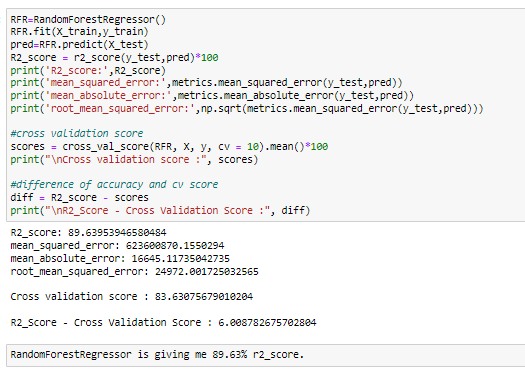 RFR=RandomForestRegressor()
RFR.fit(X_train,y_train)
pred=RFR.predict(X_test)
R2_score = r2_score(y_test,pred)*100
print('R2_score:',R2_score)
print('mean_squared_error:',metrics.mean_squared_error(y_test,pred))
print('mean_absolute_error:',metrics.mean_absolute_error(y_test,pred))
print('root_mean_squared_error:',np.sqrt(metrics.mean_squared_error(y_test,pred)))
#cross validation score
scores = cross_val_score(RFR, X, y, cv = 10).mean()*100
print("\nCross validation score :", scores)
#difference of accuracy and cv score
diff = R2_score - scores
print("\nR2_Score - Cross Validation Score :", diff)
R2_score: 89.63953946580484
mean_squared_error: 623600870.1550294
mean_absolute_error: 16645.11735042735
root_mean_squared_error: 24972.001725032565
Cross validation score : 83.63075679010204
R2_Score - Cross Validation Score : 6.008782675702804
RandomForestRegressor is giving me 89.63% r2_score.